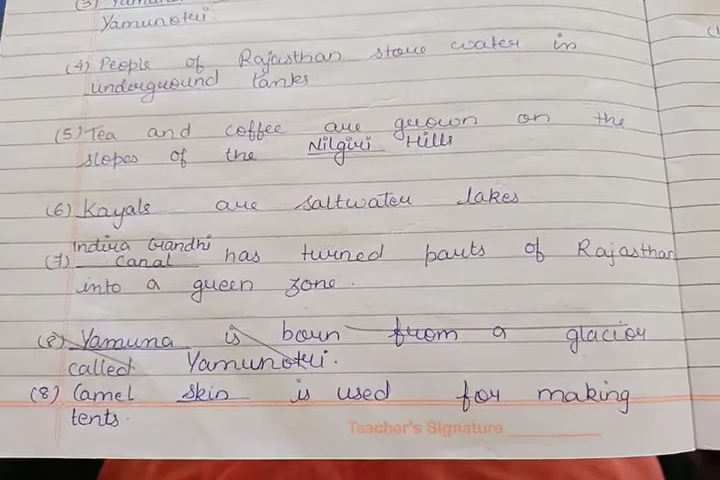 Yamunotri.
(4) People of Rajasthan store water in
underground tanks.
(5) Tea and coffee are grown on the
slopes of the Nilgiri Hills
(6) Kayals are saltwater lakes
(7) Indira Gandhi Canal has turned parts of Rajasthan
into a green zone.
(8) Yamuna is born from a glacior
called Yamunotri.
(8) Camel skin is used for making
tents.
Teacher's Signature